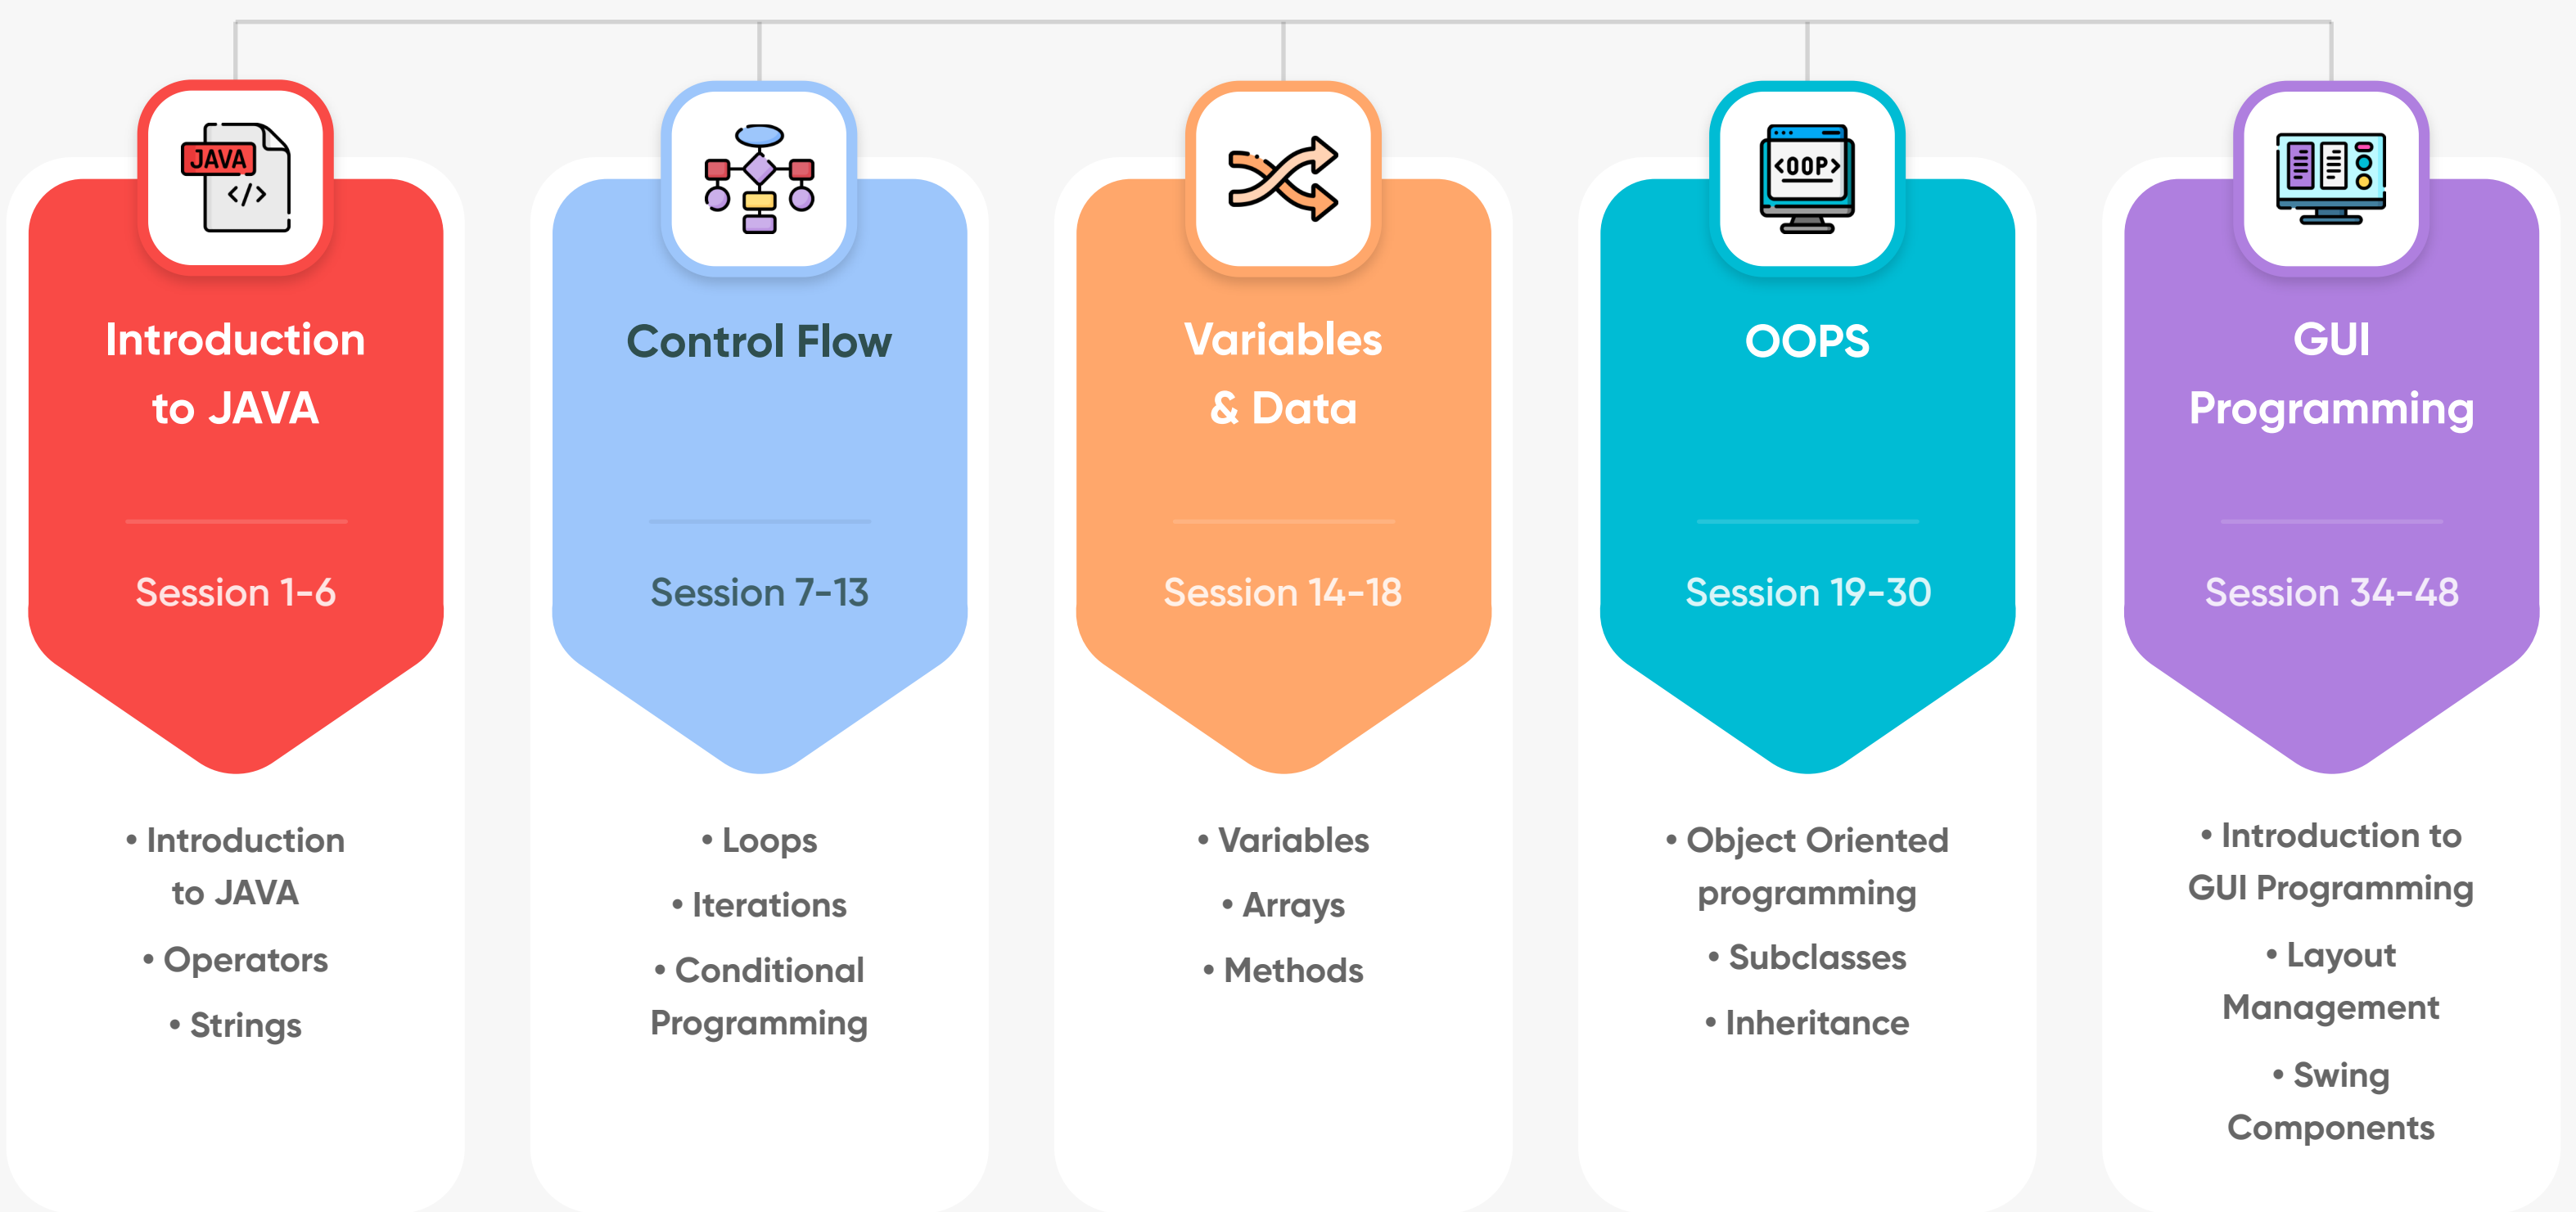 JAVA
</>
Introduction
to JAVA
Session 1-6
• Introduction
to JAVA
• Operators
• Strings
Control Flow
Session 7-13
• Loops
• Iterations
• Conditional
Programming
Variables
& Data
Session 14-18
• Variables
• Arrays
• Methods
<OOP>
OOPS
Session 19-30
• Object Oriented
programming
• Subclasses
• Inheritance
GUI
Programming
Session 34-48
• Introduction to
GUI Programming
• Layout
Management
• Swing
Components